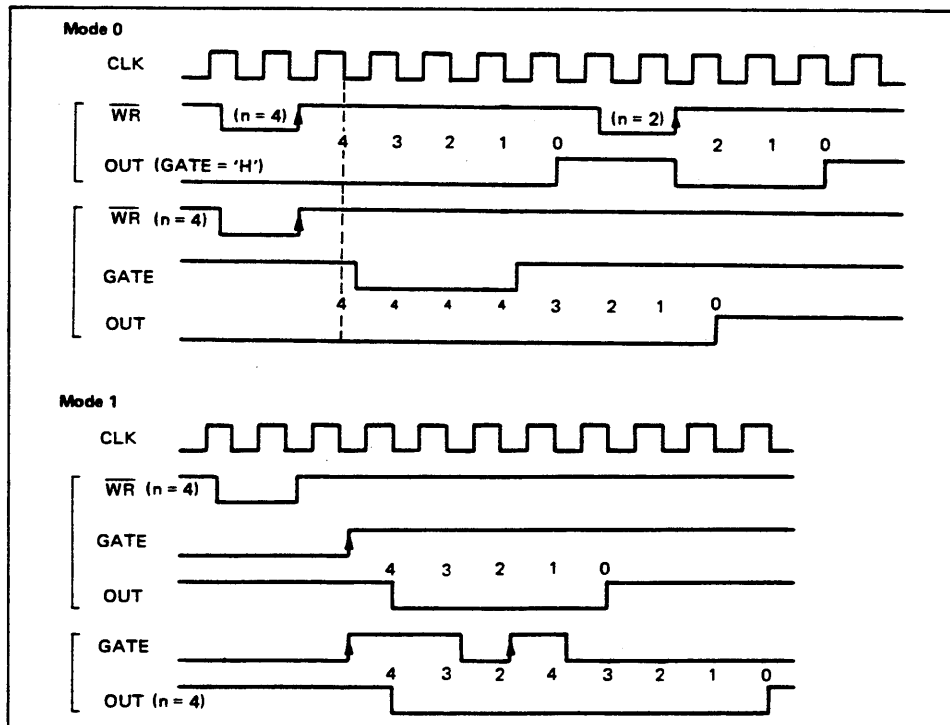 Mode 0
CLK
WR (n = 4) (n = 2)
4 3 2 1 0 2 1 0
OUT (GATE = 'H')
WR (n = 4)
GATE
4 4 4 4 3 2 1 0
OUT
Mode 1
CLK
WR (n = 4)
GATE
4 3 2 1 0
OUT
GATE
4 3 2 4 3 2 1 0
OUT (n = 4)